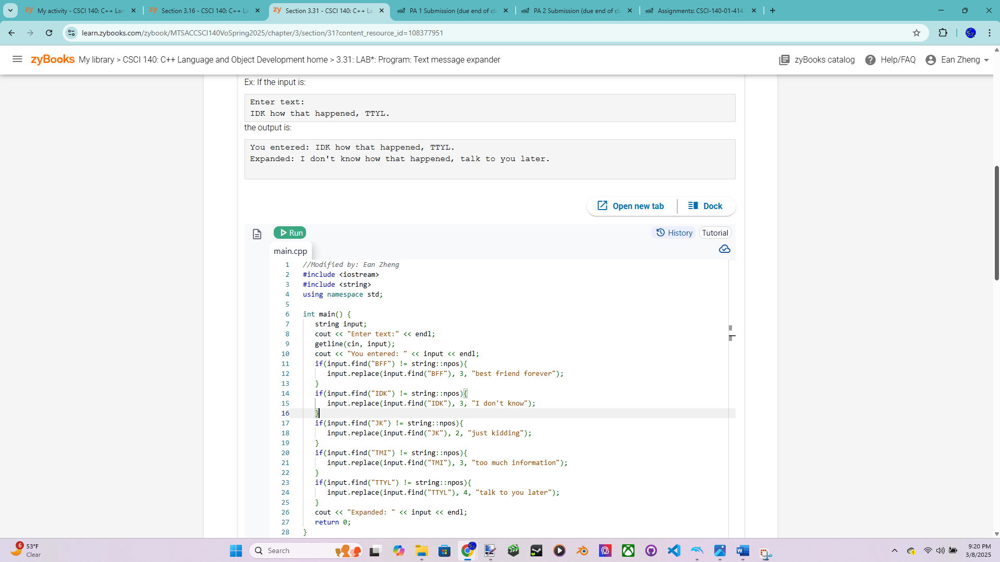 My activity - CSCI 140: C++ Lan
Section 3.16 - CSCI 140: C++ La
Section 3.31 - CSCI 140: C++ La
PA 1 Submission (due end of cla
PA 2 Submission (due end of cla
Assignments: CSCI-140-01-4141
learn.zybooks.com/zybook/MTSACCSCI140VoSpring2025/chapter/3/section/31?content_resource_id=108377951
zyBooks My library > CSCI 140: C++ Language and Object Development home > 3.31: LAB*: Program: Text message expander
zyBooks catalog
Help/FAQ
Ean Zheng
Ex: If the input is:
Enter text:
IDK how that happened, TTYL.
the output is:
You entered: IDK how that happened, TTYL.
Expanded: I don't know how that happened, talk to you later.
Open new tab
Dock
Run
History
Tutorial
main.cpp
1 //Modified by: Ean Zheng
2 #include <iostream>
3 #include <string>
4 using namespace std;
5
6 int main() {
7 string input;
8 cout << "Enter text:" << endl;
9 getline(cin, input);
10 cout << "You entered: " << input << endl;
11 if(input.find("BFF") != string::npos){
12 input.replace(input.find("BFF"), 3, "best friend forever");
13 }
14 if(input.find("IDK") != string::npos){
15 input.replace(input.find("IDK"), 3, "I don't know");
16 }
17 if(input.find("JK") != string::npos){
18 input.replace(input.find("JK"), 2, "just kidding");
19 }
20 if(input.find("TMI") != string::npos){
21 input.replace(input.find("TMI"), 3, "too much information");
22 }
23 if(input.find("TTYL") != string::npos){
24 input.replace(input.find("TTYL"), 4, "talk to you later");
25 }
26 cout << "Expanded: " << input << endl;
27 return 0;
28 }
6
53°F
Clear
Search
9:20 PM
3/8/2025